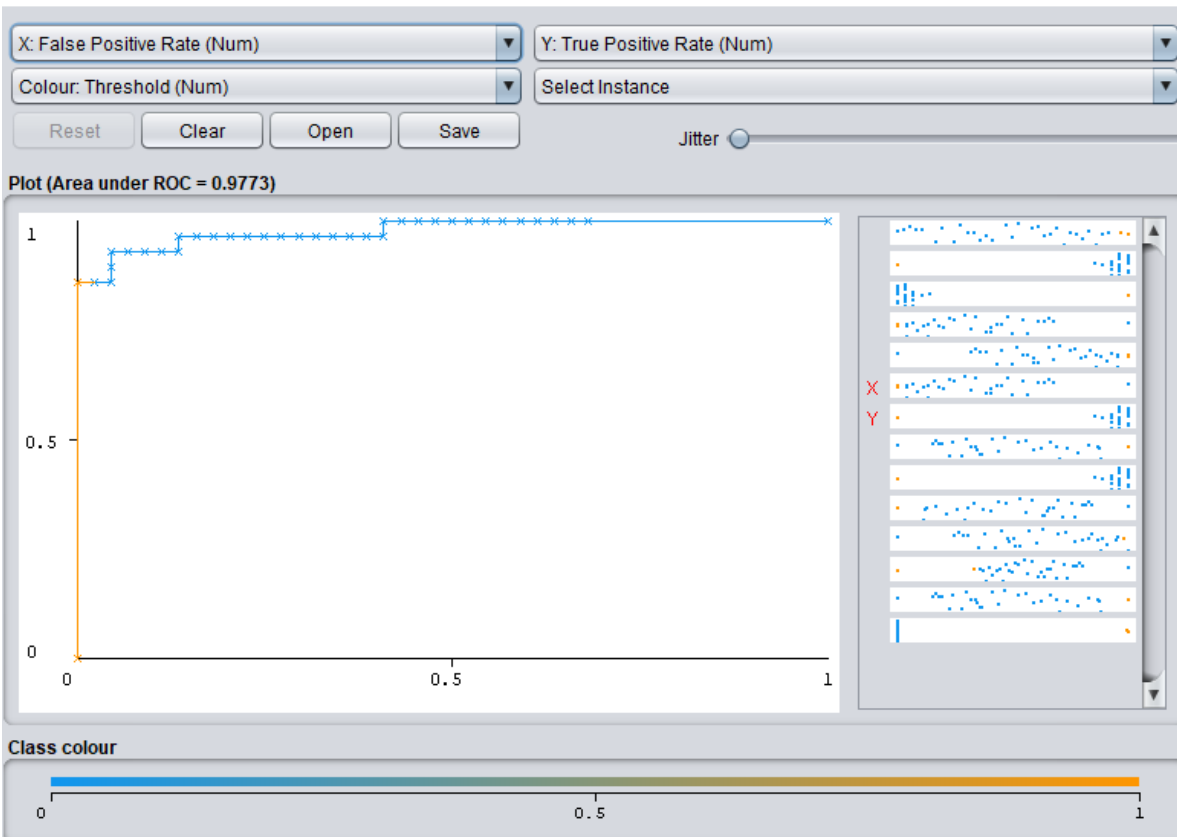 X: False Positive Rate (Num) Y: True Positive Rate (Num)
Colour: Threshold (Num) Select Instance
Reset Clear Open Save Jitter
Plot (Area under ROC = 0.9773)
1
X
Y
0.5
0
0 0.5 1
Class colour
0 0.5 1